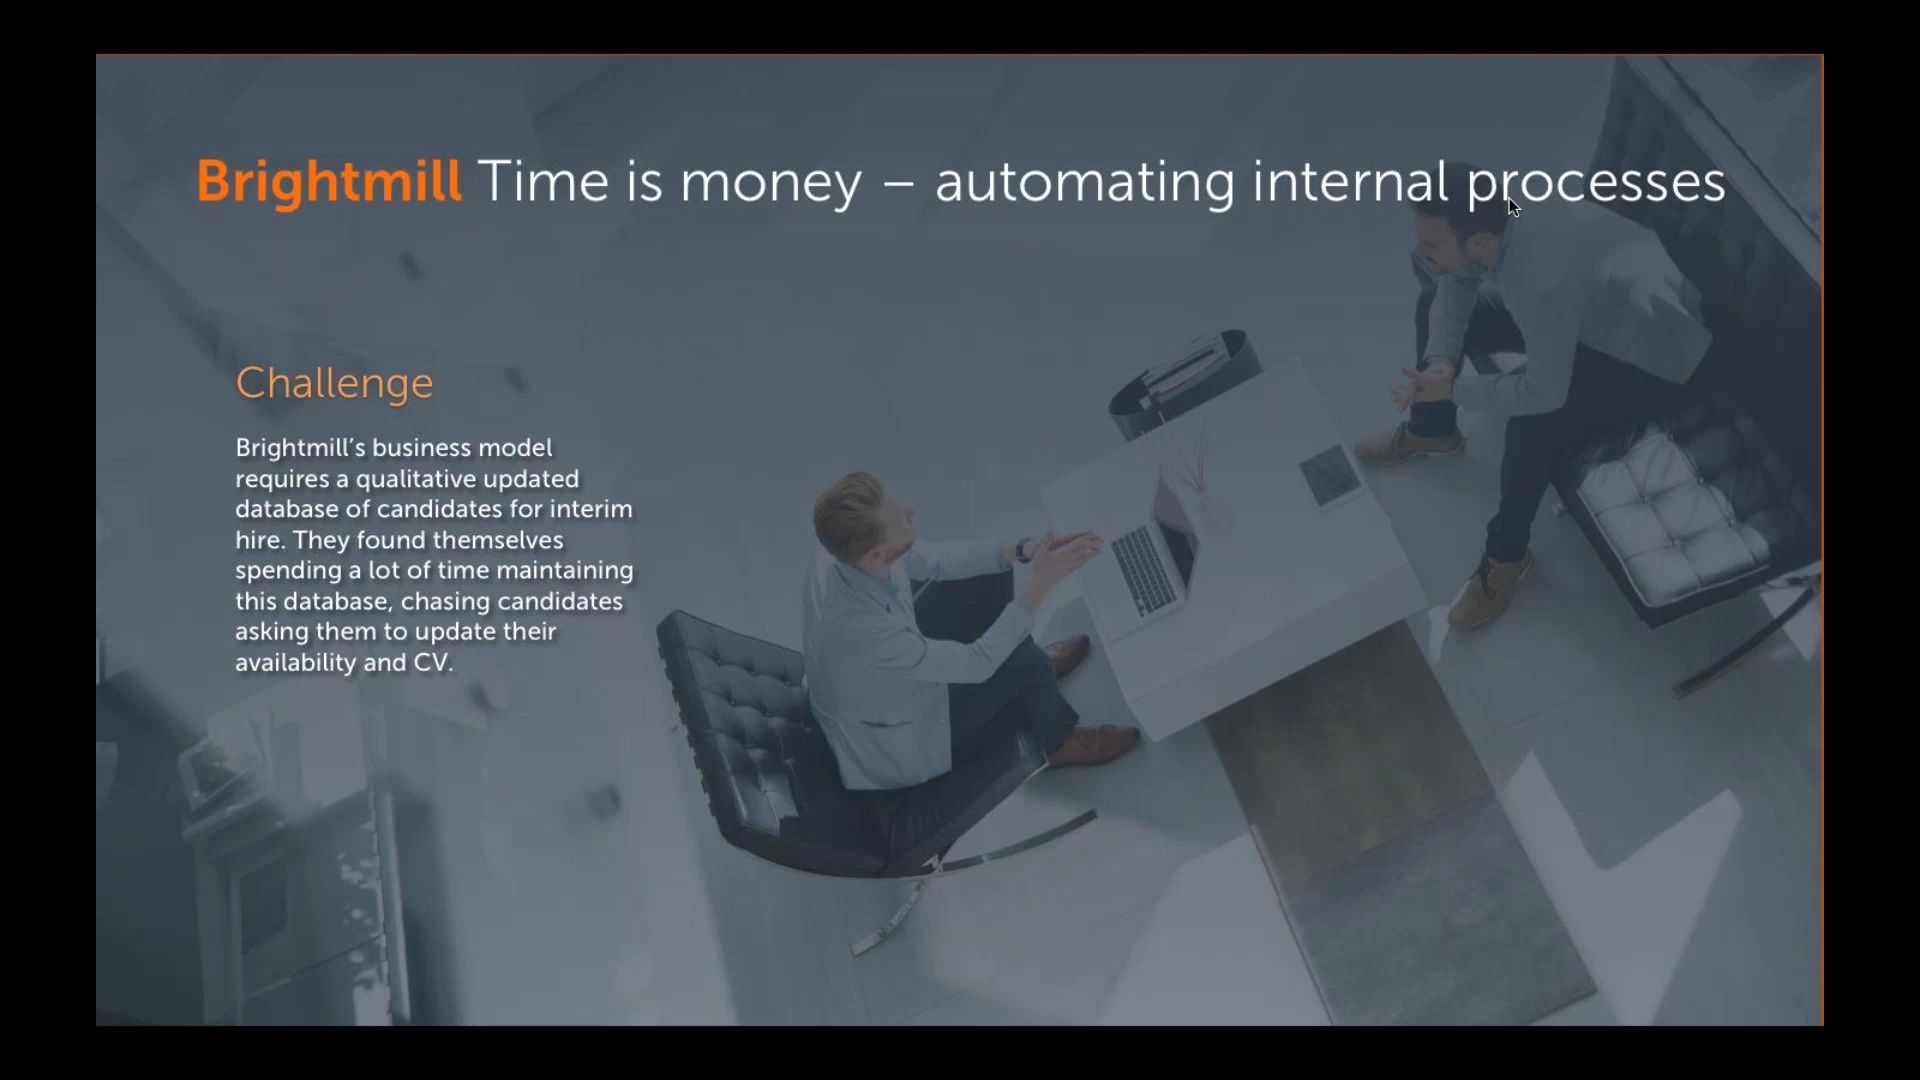 Brightmill Time is money – automating internal processes
Challenge
Brightmill’s business model
requires a qualitative updated
database of candidates for interim
hire. They found themselves
spending a lot of time maintaining
this database, chasing candidates
asking them to update their
availability and CV.